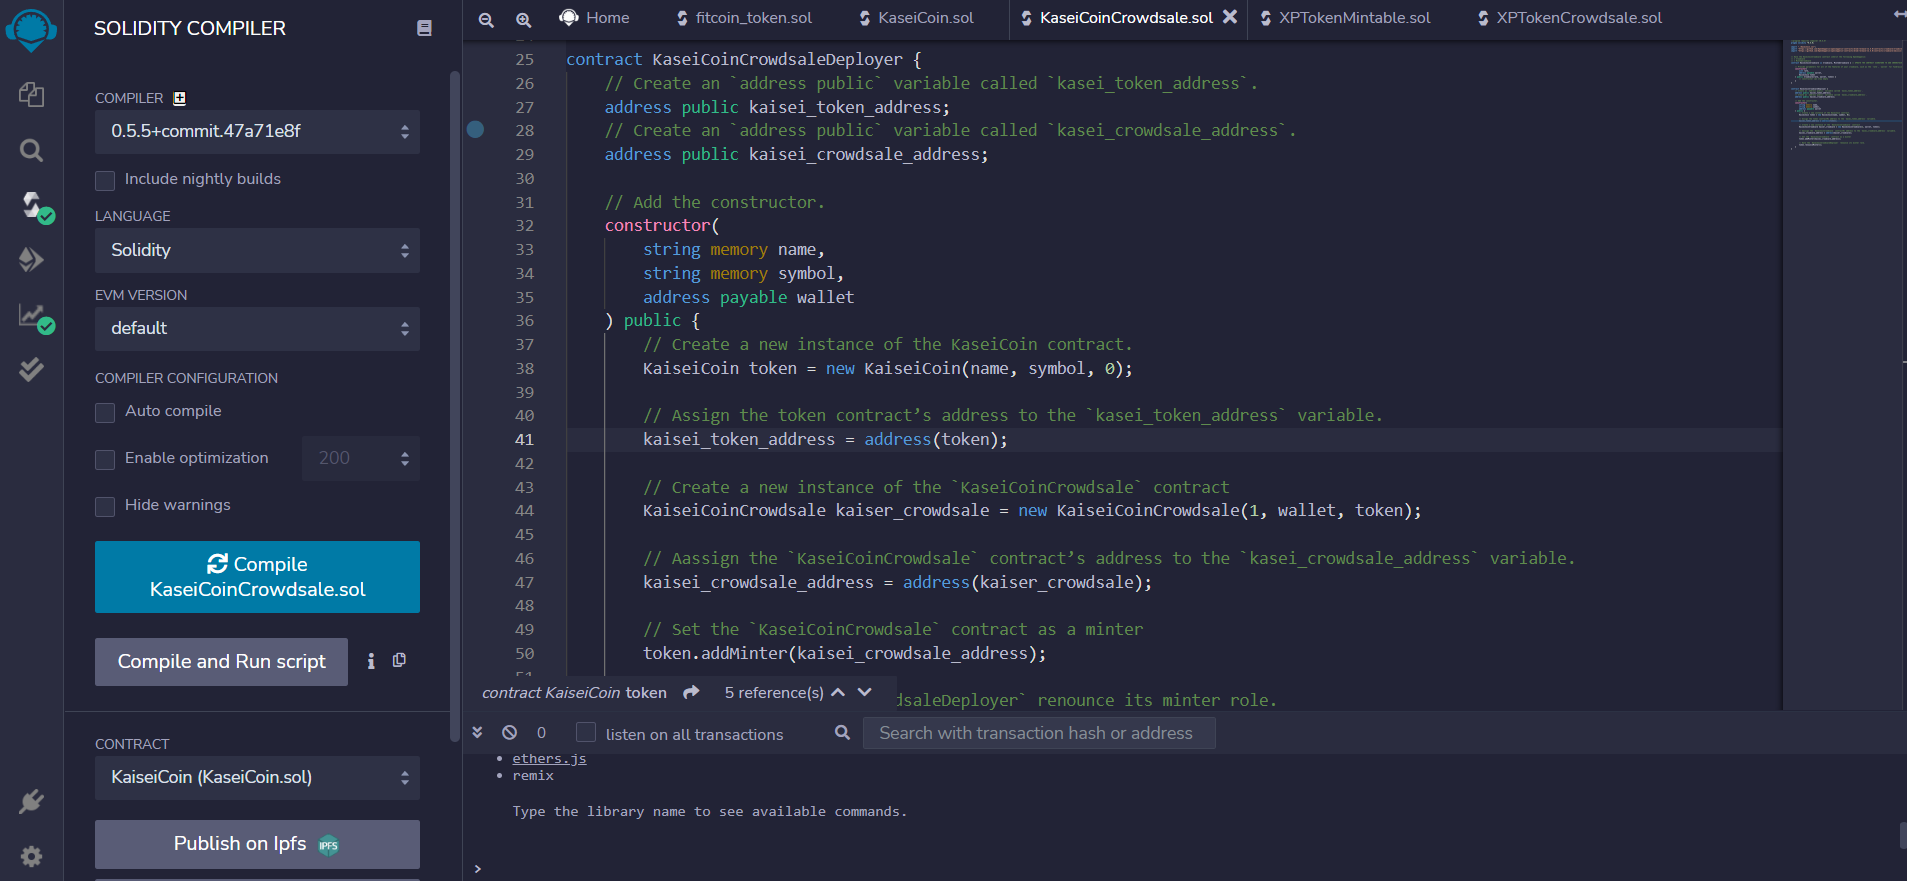 SOLIDITY COMPILER
COMPILER
0.5.5+commit.47a71e8f
Include nightly builds
LANGUAGE
Solidity
EVM VERSION
default
COMPILER CONFIGURATION
Auto compile
Enable optimization
200
Hide warnings
Compile
KaseiCoinCrowdsale.sol
Compile and Run script
i
CONTRACT
KaiseiCoin (KaseiCoin.sol)
Publish on Ipfs
IPFS
Home
fitcoin_token.sol
KaseiCoin.sol
KaseiCoinCrowdsale.sol
XPTokenMintable.sol
XPTokenCrowdsale.sol
25 contract KaseiCoinCrowdsaleDeployer {
26 // Create an `address public` variable called `kasei_token_address`.
27 address public kaisei_token_address;
28 // Create an `address public` variable called `kasei_crowdsale_address`.
29 address public kaisei_crowdsale_address;
30
31 // Add the constructor.
32 constructor(
33 string memory name,
34 string memory symbol,
35 address payable wallet
36 ) public {
37 // Create a new instance of the KaseiCoin contract.
38 KaiseiCoin token = new KaiseiCoin(name, symbol, 0);
39
40 // Assign the token contract’s address to the `kasei_token_address` variable.
41 kaisei_token_address = address(token);
42
43 // Create a new instance of the `KaseiCoinCrowdsale` contract
44 KaiseiCoinCrowdsale kaiser_crowdsale = new KaiseiCoinCrowdsale(1, wallet, token);
45
46 // Aassign the `KaseiCoinCrowdsale` contract’s address to the `kasei_crowdsale_address` variable.
47 kaisei_crowdsale_address = address(kaiser_crowdsale);
48
49 // Set the `KaseiCoinCrowdsale` contract as a minter
50 token.addMinter(kaisei_crowdsale_address);
dsaleDeployer` renounce its minter role.
contract KaiseiCoin token
5 reference(s)
0
listen on all transactions
Search with transaction hash or address
• ethers.js
• remix
Type the library name to see available commands.
>